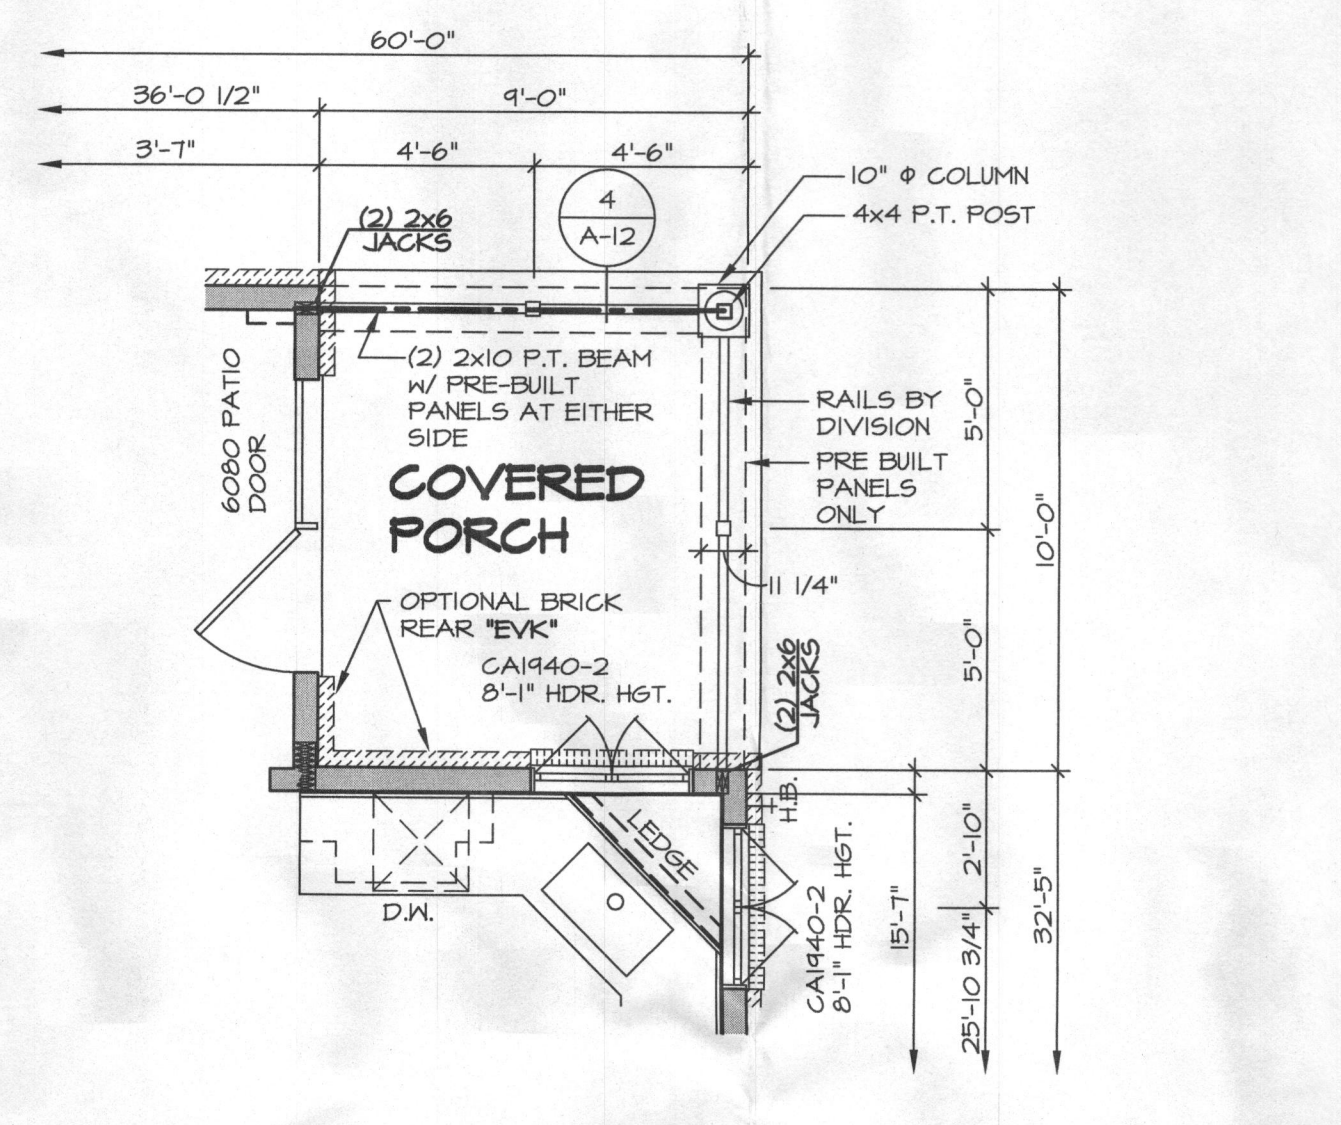 60'-0"
36'-0 1/2"
9'-0"
3'-7"
4'-6"
4'-6"
4
A-12
10" Φ COLUMN
4x4 P.T. POST
(2) 2x6
JACKS
(2) 2x10 P.T. BEAM
w/ PRE-BUILT
PANELS AT EITHER
SIDE
6080 PATIO
DOOR
COVERED
PORCH
RAILS BY
DIVISION
PRE BUILT
PANELS
ONLY
5'-0"
10'-0"
11 1/4"
OPTIONAL BRICK
REAR "EVK"
CA1940-2
8'-1" HDR. HGT.
(2) 2x6
JACKS
5'-0"
H.B.
LEDGE
D.W.
CA1940-2
8'-1" HDR. HGT.
15'-7"
2'-10"
25'-10 3/4"
32'-5"